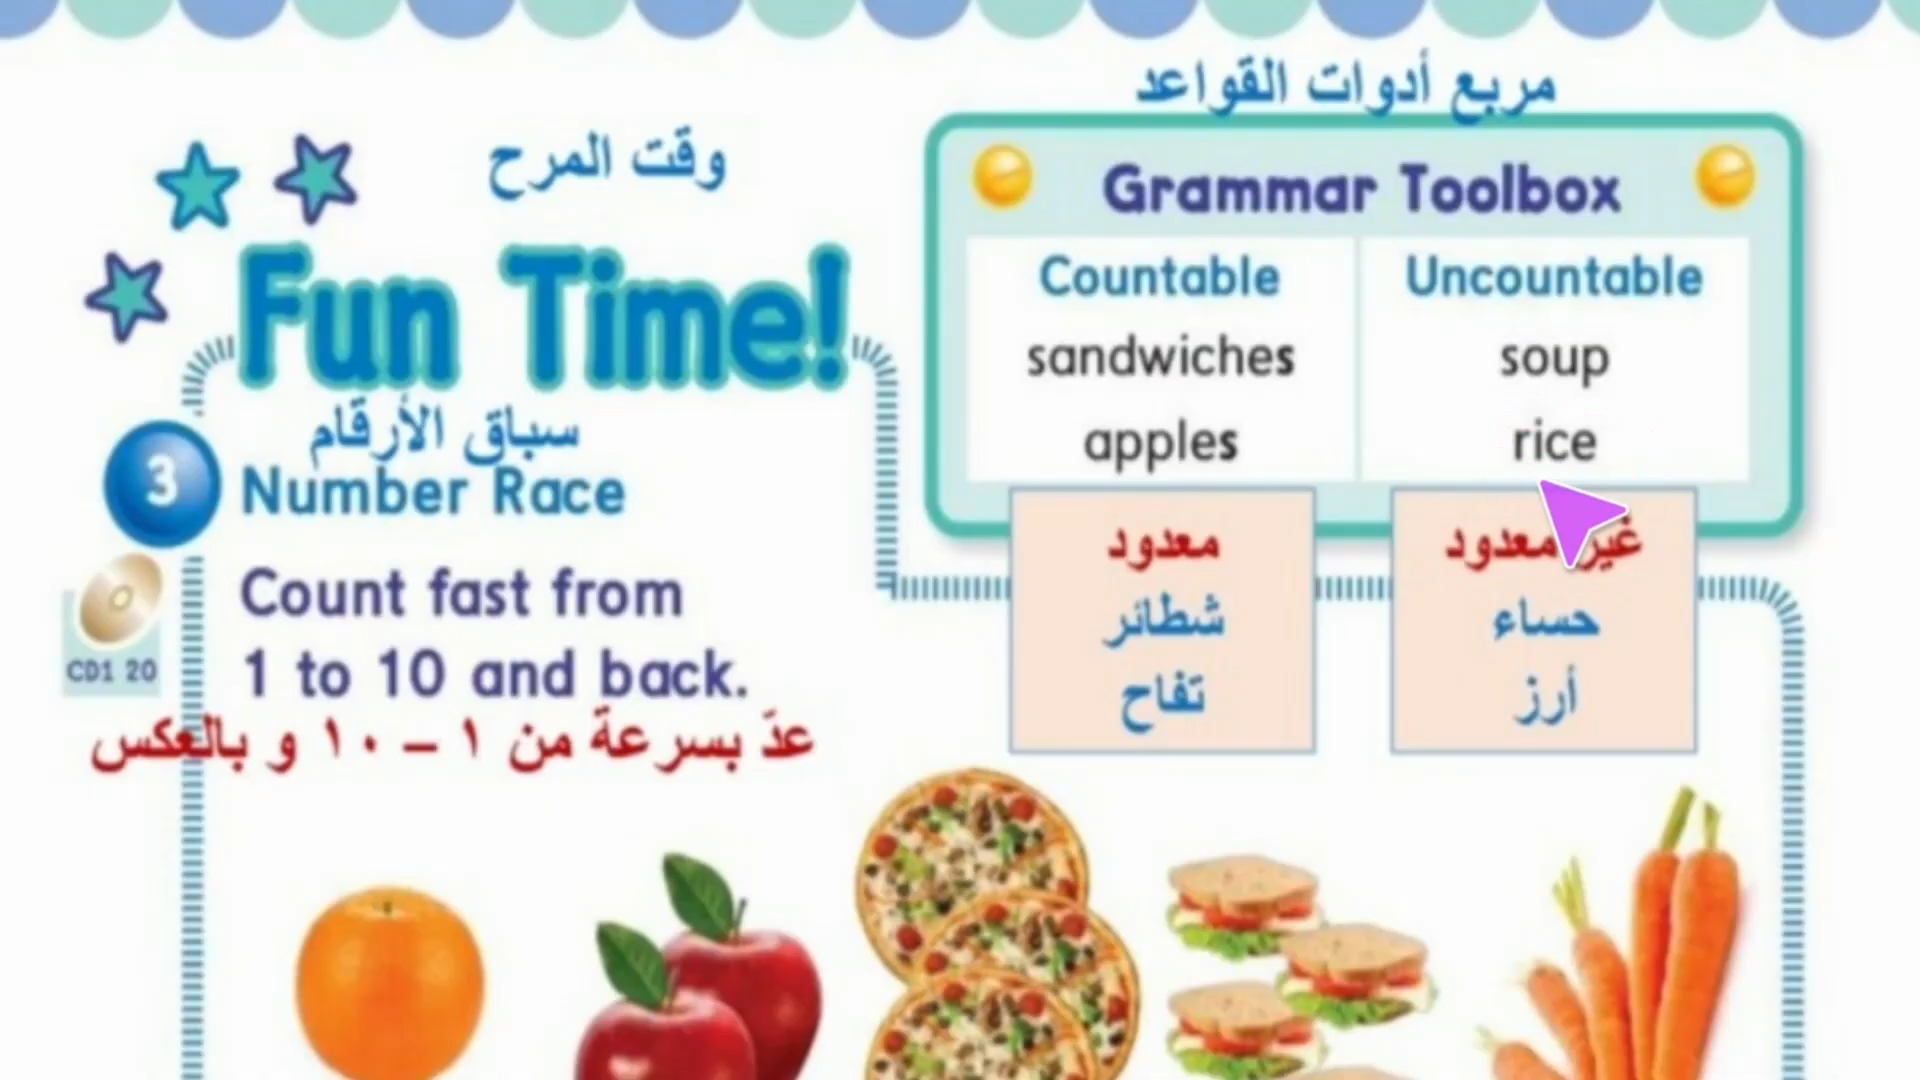 مربع أدوات القواعد
وقت المرح
Grammar Toolbox
Countable
Uncountable
sandwiches
soup
apples
rice
معدود
شطائر
تفاح
غير معدود
حساء
أرز
Fun Time!
سباق الأرقام
3
Number Race
CD1 20
Count fast from
1 to 10 and back.
عدّ بسرعة من ١ – ١٠ و بالعكس